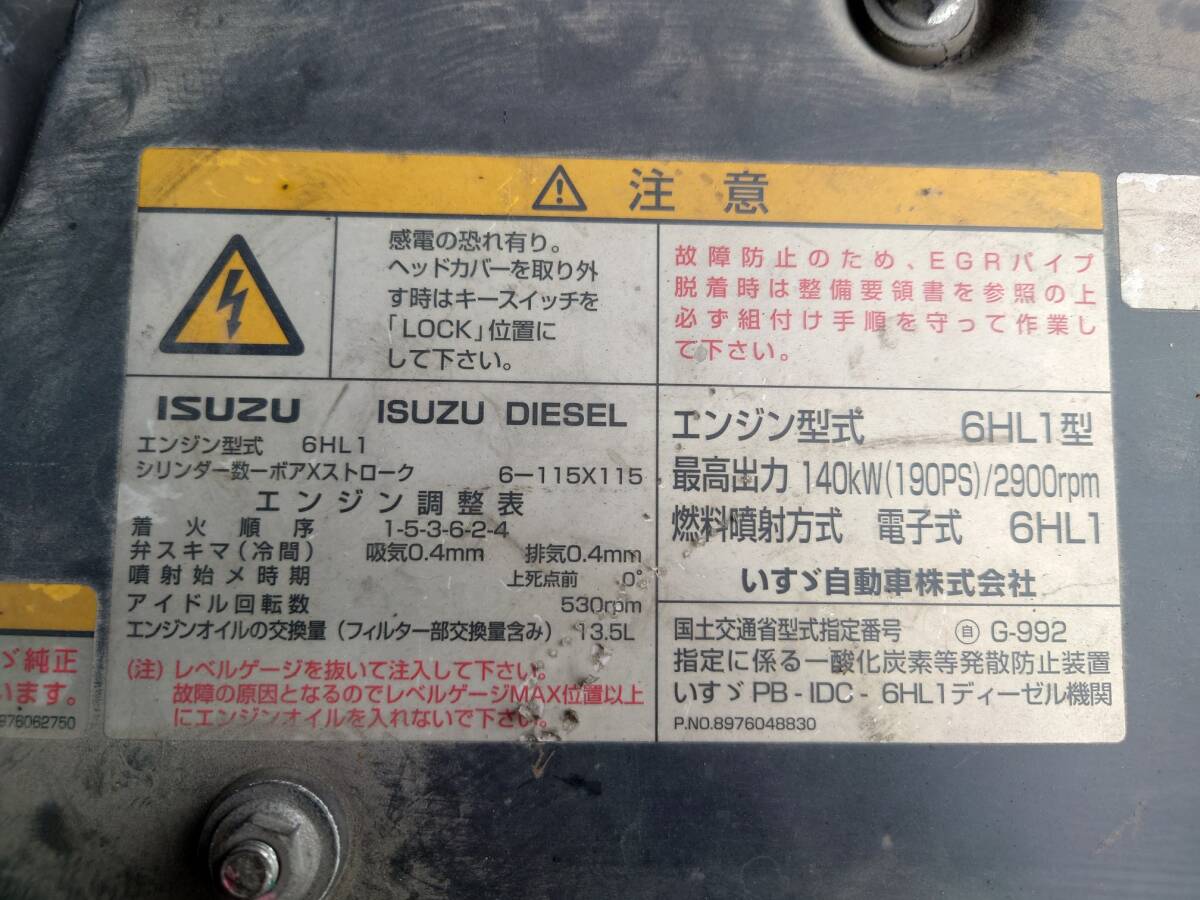 注意
感電の恐れ有り。
ヘッドカバーを取り外
す時はキースイッチを
「LOCK」位置に
して下さい。
故障防止のため、EGRパイプ
脱着時は整備要領書を参照の上
必ず組付け手順を守って作業し
て下さい。
ISUZU ISUZU DIESEL
エンジン型式 6HL1
シリンダー数ーボアXストローク 6ー115X115
エンジン調整表
着火順序 1-5-3-6-2-4
弁スキマ(冷間) 吸気0.4mm 排気0.4mm
噴射始メ時期 上死点前 0°
アイドル回転数 530rpm
エンジンオイルの交換量(フィルター部交換量含み) 13.5L
(注)レベルゲージを抜いて注入して下さい。
故障の原因となるのでレベルゲージMAX位置以上
にエンジンオイルを入れないで下さい。
エンジン型式 6HL1型
最高出力 140kW(190PS)/2900rpm
燃料噴射方式 電子式 6HL1
いすゞ自動車株式会社
国土交通省型式指定番号 自 G-992
指定に係る一酸化炭素等発散防止装置
いすゞPB-IDC-6HL1ディーゼル機関
P.NO.8976048830
ゞ純正
います。
8976062750